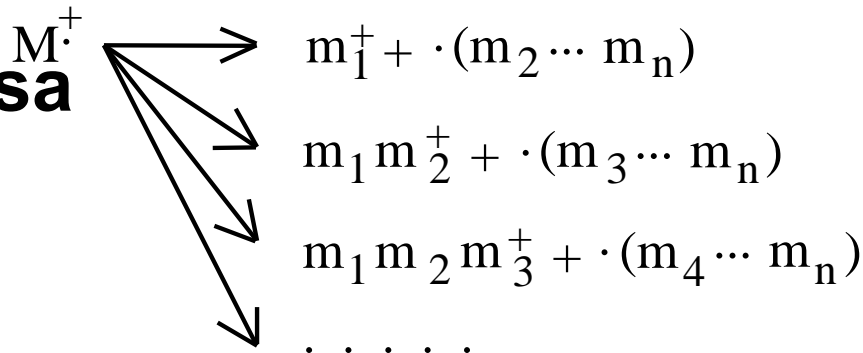 M·+
sa
m1+ + ·(m2··· mn)
m1m2+ + ·(m3··· mn)
m1m2m3+ + ·(m4··· mn)
. . . . .